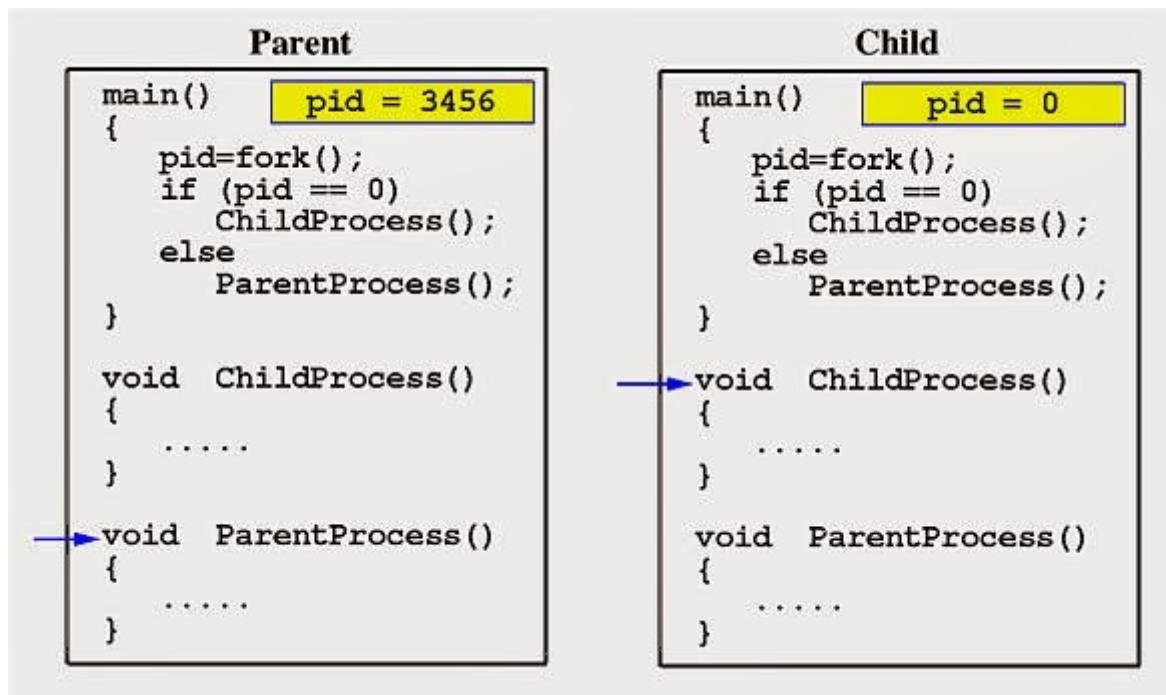 Parent
main()
pid = 3456
{
pid=fork();
if (pid == 0)
ChildProcess();
else
ParentProcess();
}
void ChildProcess()
{
.....
}
void ParentProcess()
{
.....
}
Child
main()
pid = 0
{
pid=fork();
if (pid == 0)
ChildProcess();
else
ParentProcess();
}
void ChildProcess()
{
.....
}
void ParentProcess()
{
.....
}